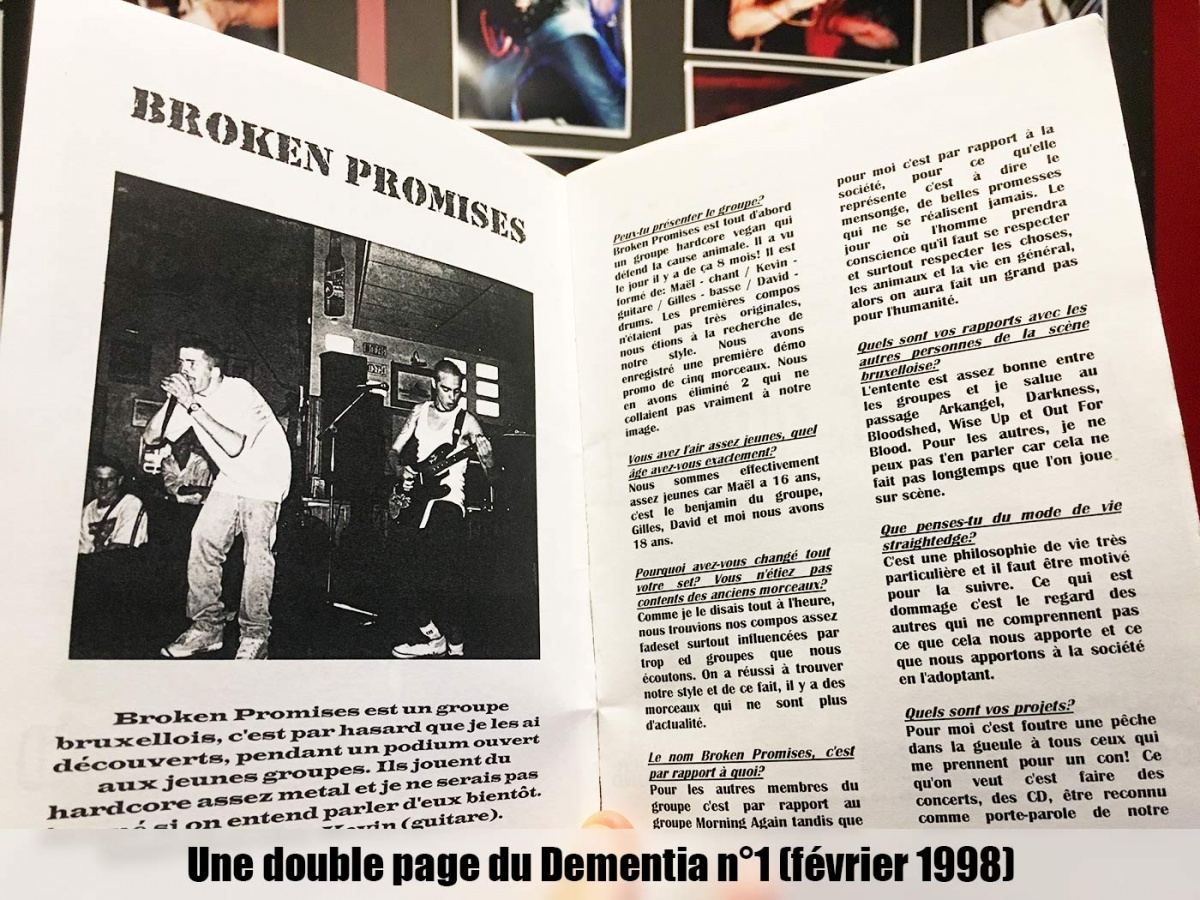 BROKEN PROMISES
Broken Promises est un groupe
bruxellois, c'est par hasard que je les ai
découverts, pendant un podium ouvert
aux jeunes groupes. Ils jouent du
hardcore assez metal et je ne serais pas
si on entend parler d'eux bientôt.
Kevin (guitare).
Peux-tu présenter le groupe?
Broken Promises est tout d'abord
un groupe hardcore vegan qui
défend la cause animale. Il a vu
le jour il y a de ça 8 mois! Il est
formé de: Maël - chant / Kevin -
guitare / Gilles - basse / David -
drums. Les premières compos
n'étaient pas très originales,
nous étions à la recherche de
notre style. Nous avons
enregistré une première démo
promo de cinq morceaux. Nous
en avons éliminé 2 qui ne
collaient pas vraiment à notre
image.
Vous avez l'air assez jeunes, quel
âge avez-vous exactement?
Nous sommes effectivement
assez jeunes car Maël a 16 ans,
c'est le benjamin du groupe,
Gilles, David et moi nous avons
18 ans.
Pourquoi avez-vous changé tout
votre set? Vous n'étiez pas
contents des anciens morceaux?
Comme je le disais tout à l'heure,
nous trouvions nos compos assez
fadeset surtout influencées par
trop ed groupes que nous
écoutons. On a réussi à trouver
notre style et de ce fait, il y a des
morceaux qui ne sont plus
d'actualité.
Le nom Broken Promises, c'est
par rapport à quoi?
Pour les autres membres du
groupe c'est par rapport au
groupe Morning Again tandis que
pour moi c'est par rapport à la
société, pour ce qu'elle
représente c'est à dire le
mensonge, de belles promesses
qui ne se réalisent jamais. Le
jour où l'homme prendra
conscience qu'il faut se respecter
et surtout respecter les choses,
les animaux et la vie en général,
alors on aura fait un grand pas
pour l'humanité.
Quels sont vos rapports avec les
autres personnes de la scène
bruxelloise?
L'entente est assez bonne entre
les groupes et je salue au
passage Arkangel, Darkness,
Bloodshed, Wise Up et Out For
Blood. Pour les autres, je ne
peux pas t'en parler car cela ne
fait pas longtemps que l'on joue
sur scène.
Que penses-tu du mode de vie
straightedge?
C'est une philosophie de vie très
particulière et il faut être motivé
pour la suivre. Ce qui est
dommage c'est le regard des
autres qui ne comprennent pas
ce que cela nous apporte et ce
que nous apportons à la société
en l'adoptant.
Quels sont vos projets?
Pour moi c'est foutre une pêche
dans la gueule à tous ceux qui
me prennent pour un con! Ce
qu'on veut c'est faire des
concerts, des CD, être reconnu
comme porte-parole de notre
Une double page du Dementia n°1 (février 1998)